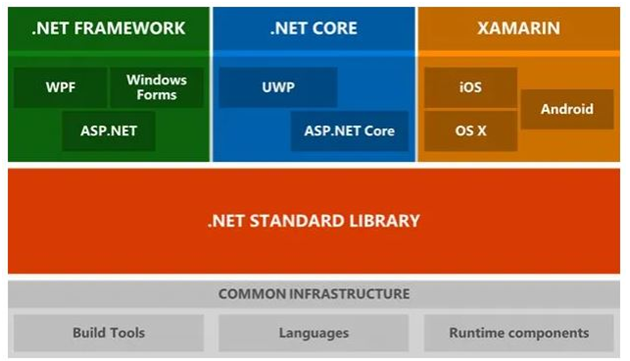 .NET FRAMEWORK
WPF
Windows
Forms
ASP.NET
.NET CORE
UWP
ASP.NET Core
XAMARIN
iOS
Android
OS X
.NET STANDARD LIBRARY
COMMON INFRASTRUCTURE
Build Tools
Languages
Runtime components